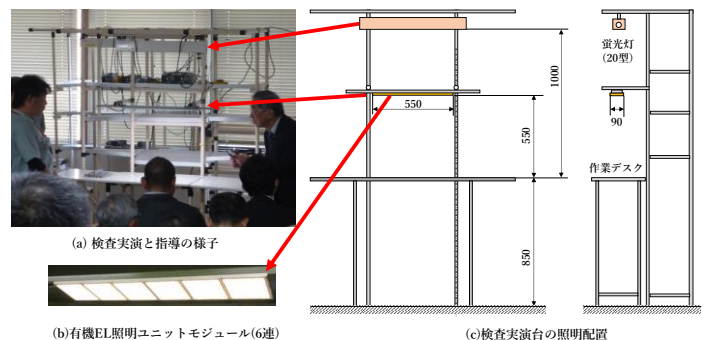 蛍光灯
(20型)
1000
550
550
90
作業デスク
850
(a) 検査実演と指導の様子
(b)有機EL照明ユニットモジュール(6連)
(c)検査実演台の照明配置